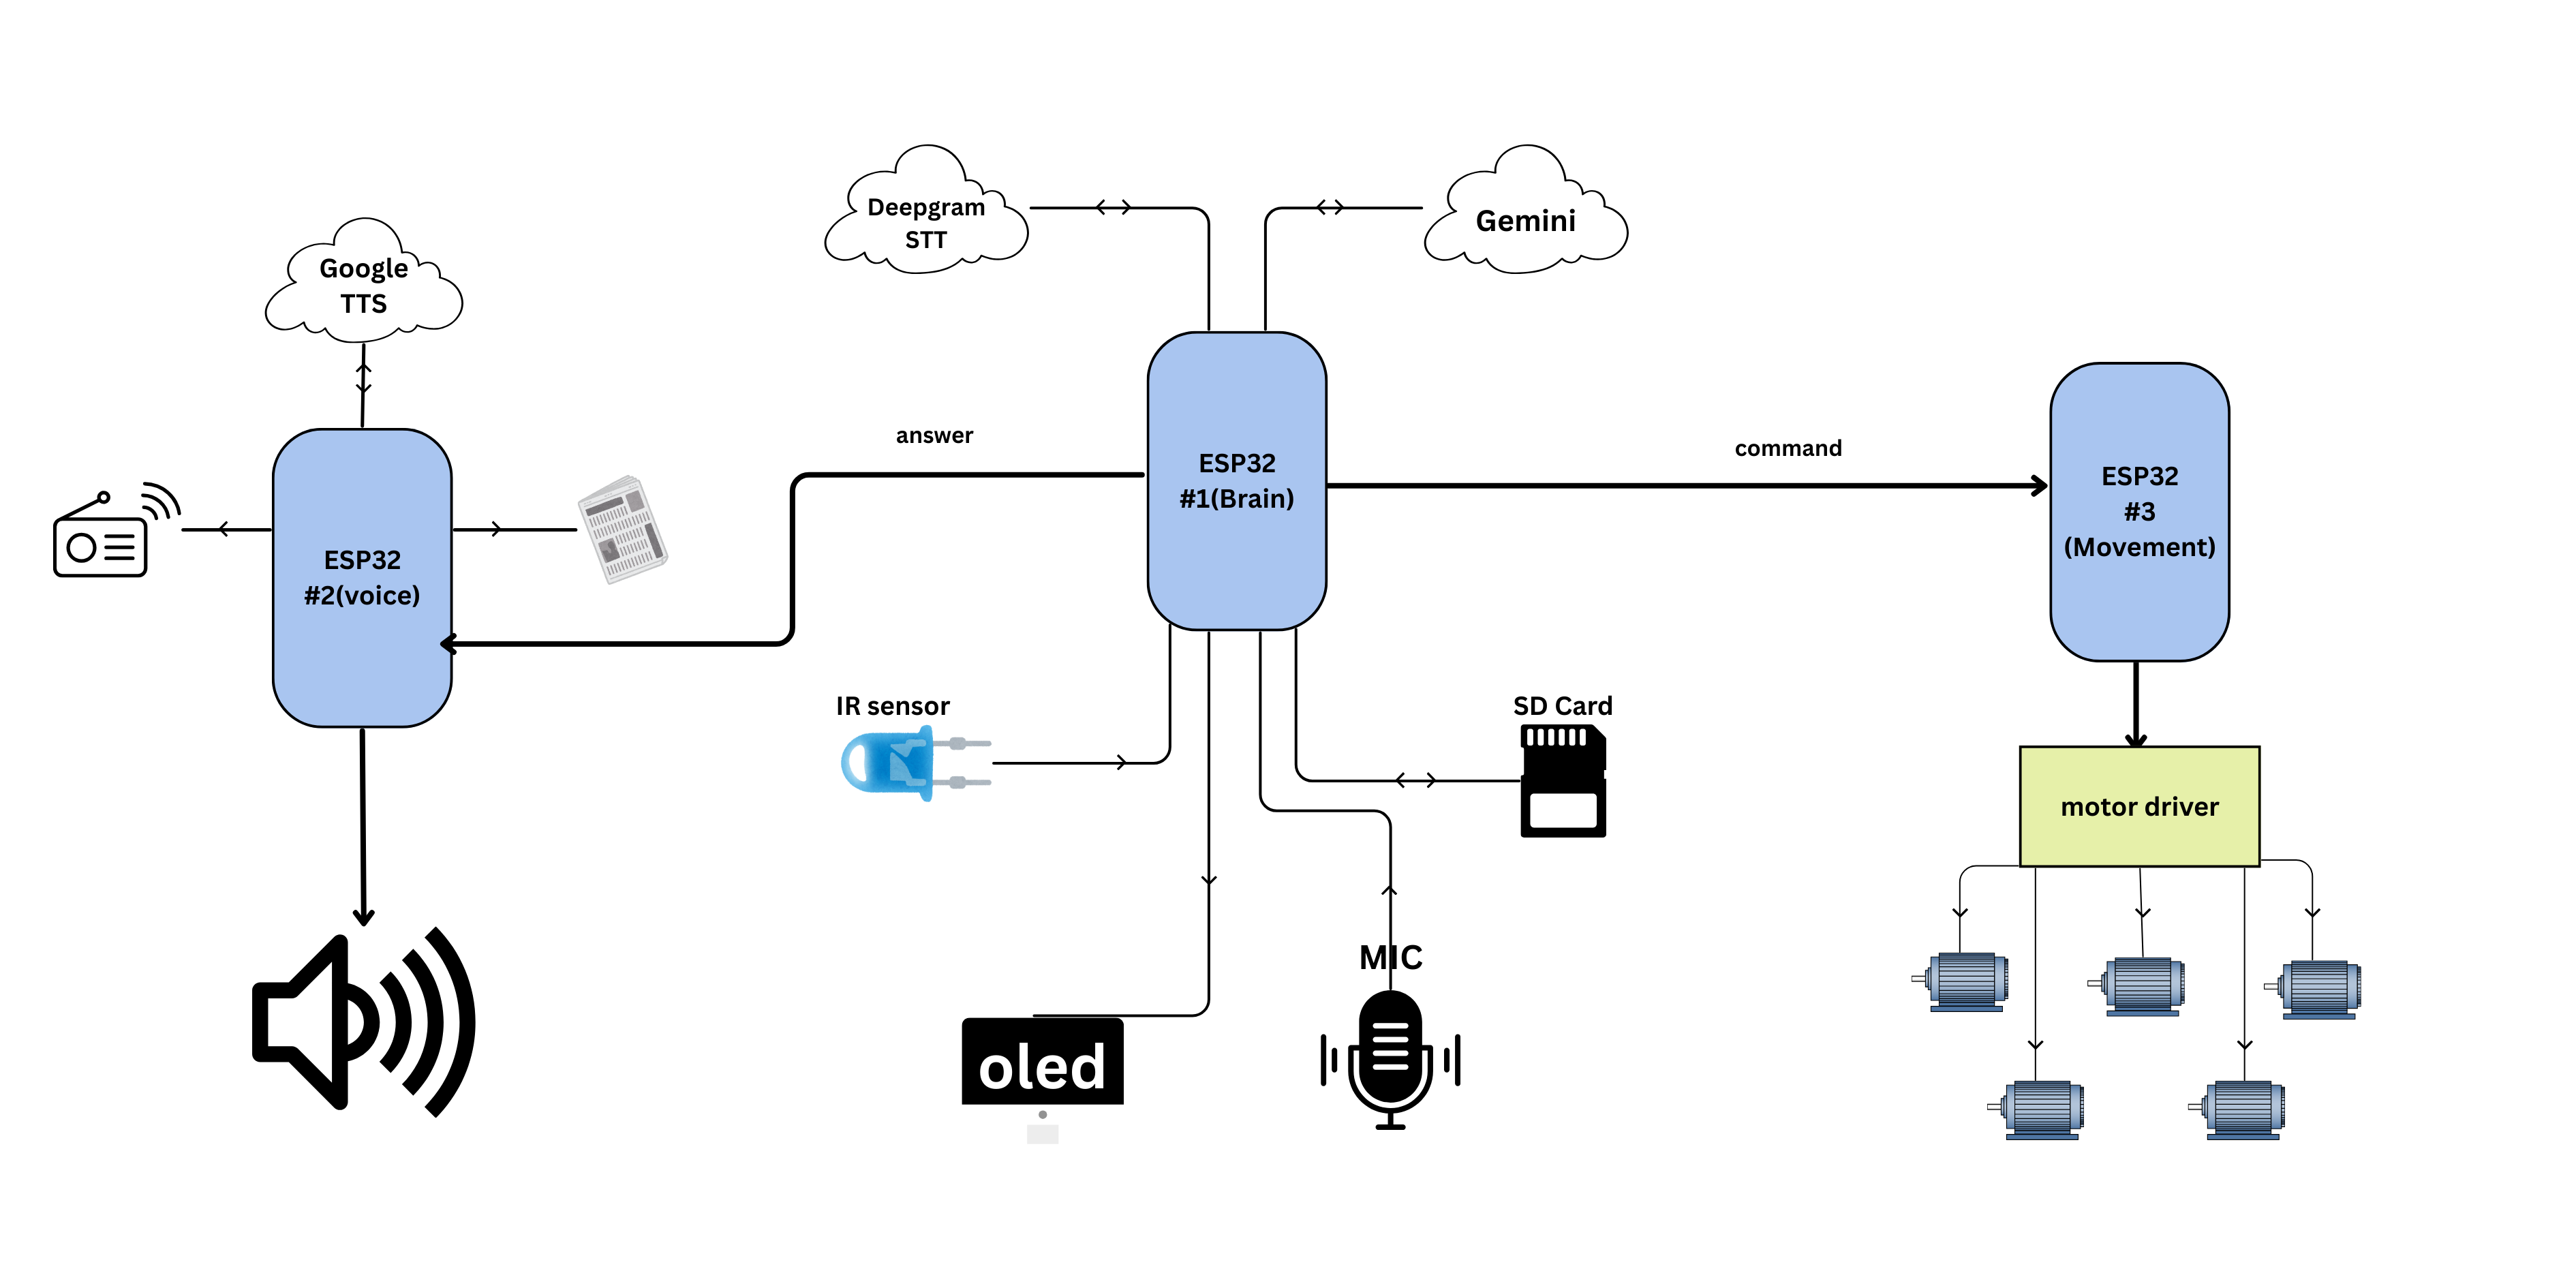 Deepgram
STT
Gemini
Google
TTS
answer
command
ESP32
#1(Brain)
ESP32
#3
(Movement)
ESP32
#2(voice)
IR sensor
SD Card
motor driver
MIC
oled